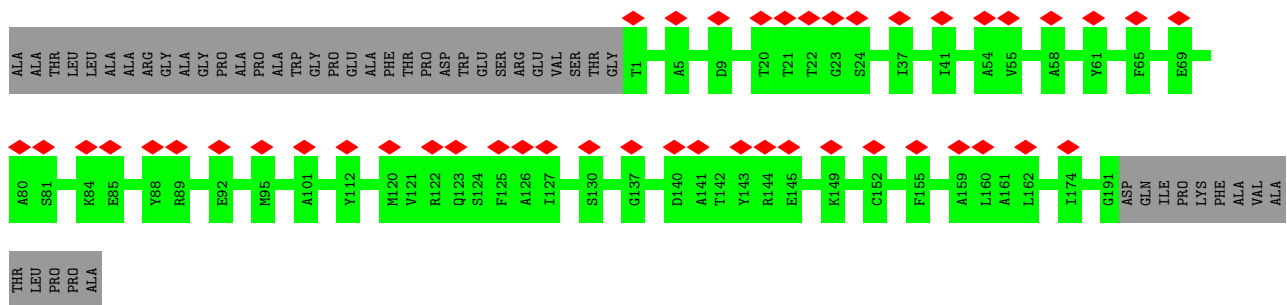 ALA ALA THR LEU LEU ALA ALA ARG GLY ALA GLY PRO ALA PRO ALA TRP GLY PRO GLU ALA PHE THR PRO ASP TRP GLU SER ARG GLU VAL SER THR GLY T1 A5 D9 T20 T21 T22 G23 S24 I37 I41 A54 V55 A58 Y61 F65 E69
A80 S81 K84 E85 Y88 R89 E92 M95 A101 Y112 M120 V121 R122 Q123 S124 F125 A126 I127 S130 G137 D140 A141 T142 Y143 R144 E145 K149 C152 F155 A159 L160 A161 L162 I174 G191 ASP GLN ILE PRO LYS PHE ALA VAL ALA
THR LEU PRO PRO ALA